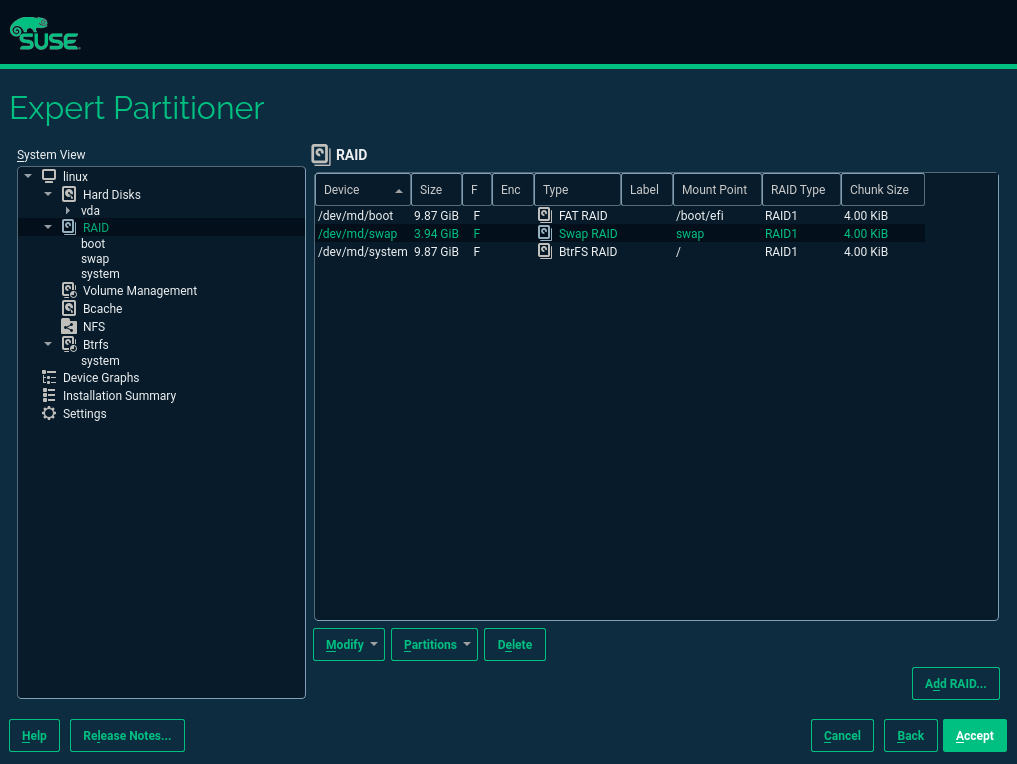 SUSE
Expert Partitioner
System View
linux
Hard Disks
vda
RAID
boot
swap
system
Volume Management
Bcache
NFS
Btrfs
system
Device Graphs
Installation Summary
Settings
RAID
Device Size F Enc Type Label Mount Point RAID Type Chunk Size
/dev/md/boot 9.87 GiB F FAT RAID /boot/efi RAID1 4.00 KiB
/dev/md/swap 3.94 GiB F Swap RAID swap RAID1 4.00 KiB
/dev/md/system 9.87 GiB F BtrFS RAID / RAID1 4.00 KiB
Modify Partitions Delete
Add RAID...
Help Release Notes... Cancel Back Accept